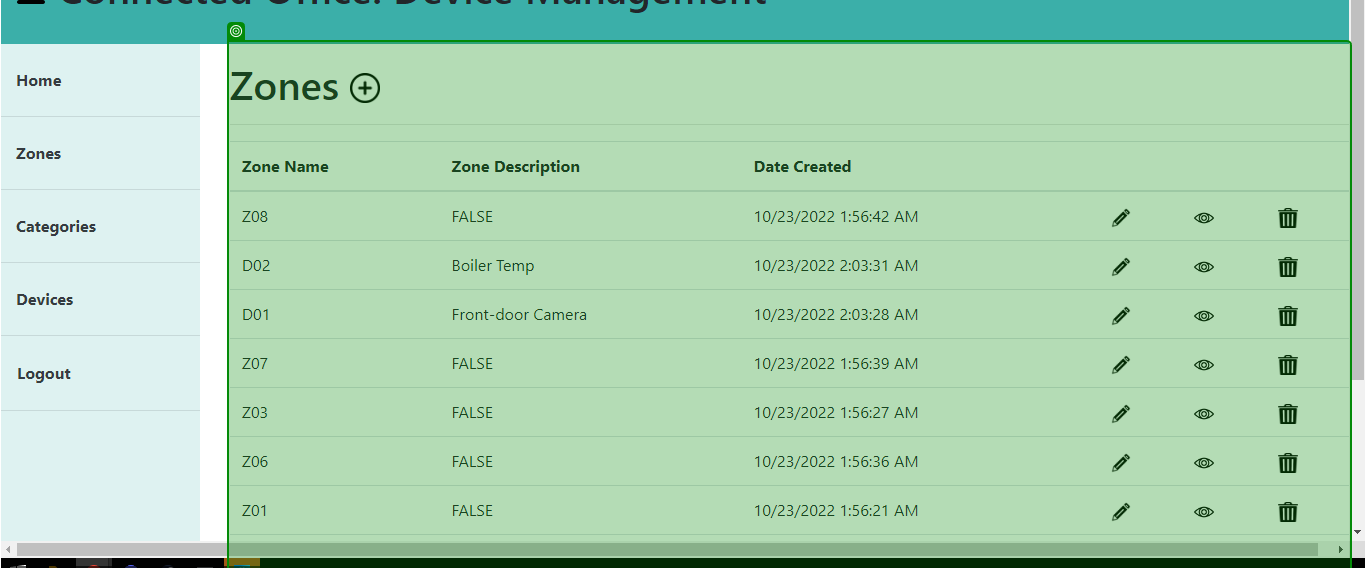 Connected Office: Device Management
Home
Zones
Categories
Devices
Logout
Zones
Zone Name Zone Description Date Created
Z08 FALSE 10/23/2022 1:56:42 AM
D02 Boiler Temp 10/23/2022 2:03:31 AM
D01 Front-door Camera 10/23/2022 2:03:28 AM
Z07 FALSE 10/23/2022 1:56:39 AM
Z03 FALSE 10/23/2022 1:56:27 AM
Z06 FALSE 10/23/2022 1:56:36 AM
Z01 FALSE 10/23/2022 1:56:21 AM